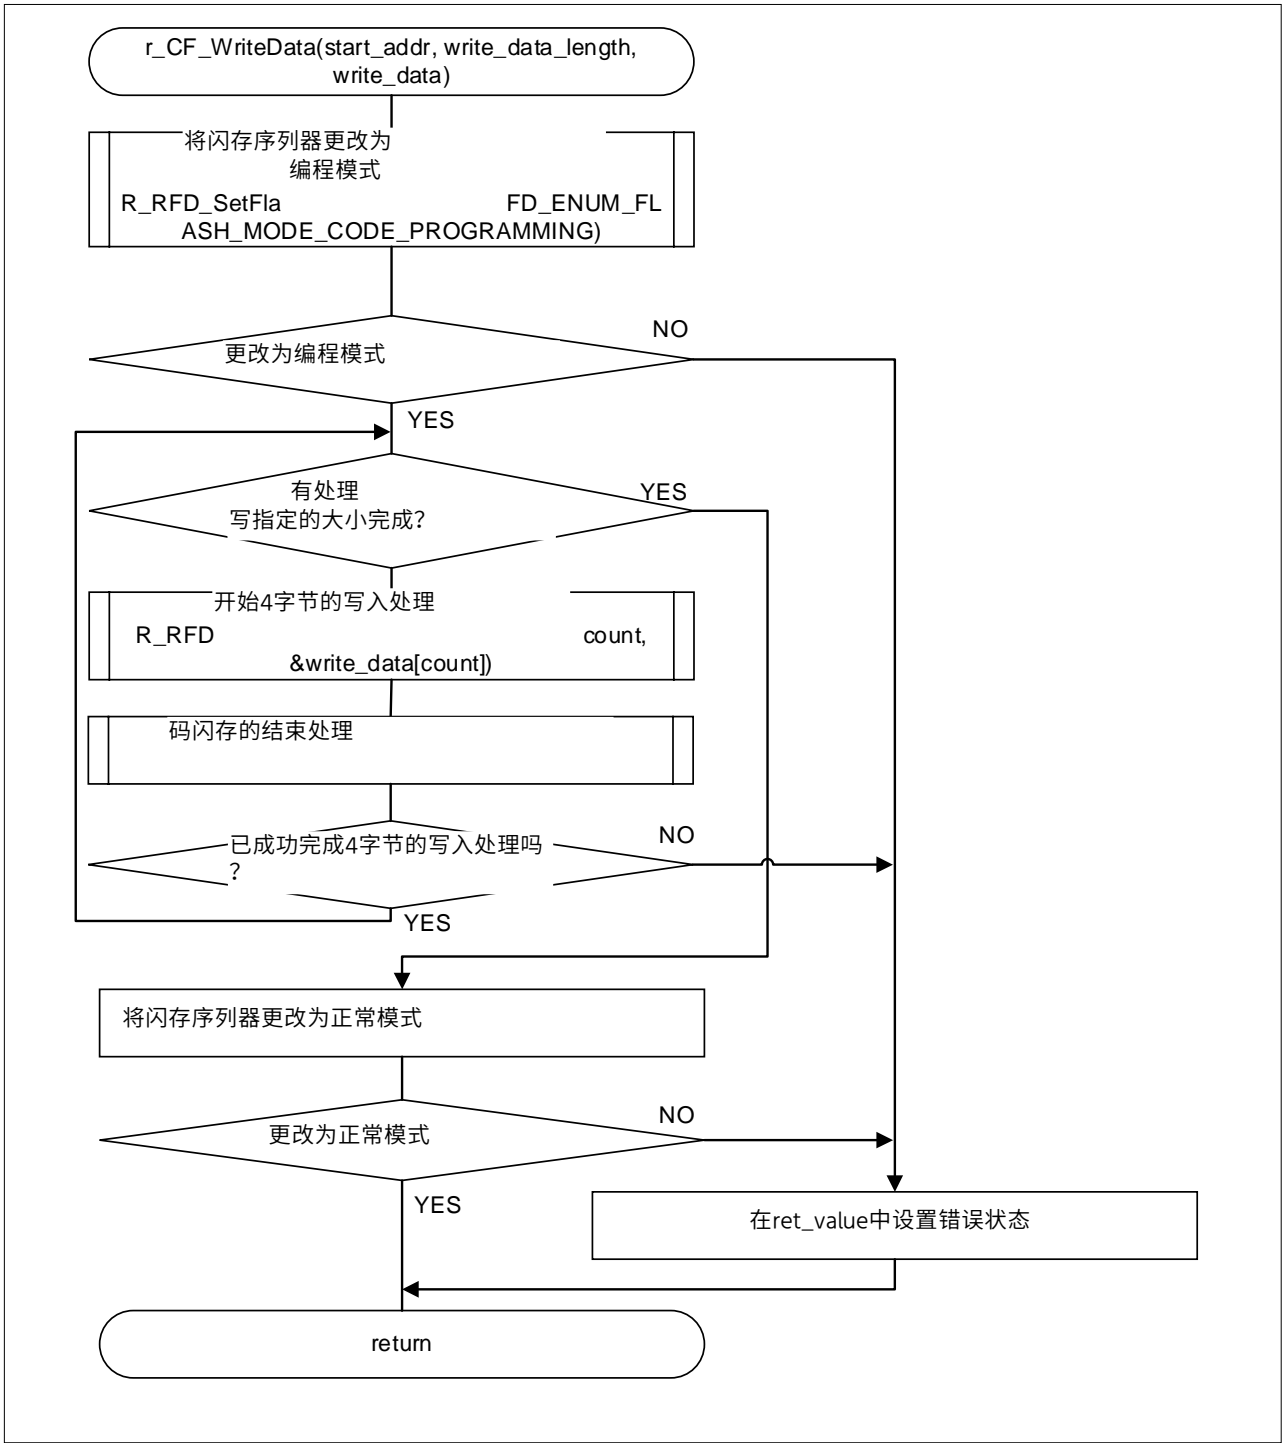 r_CF_WriteData(start_addr, write_data_length,
write_data)
将闪存序列器更改为
编程模式
R_RFD_SetFla FD_ENUM_FL
ASH_MODE_CODE_PROGRAMMING)
NO
更改为编程模式
YES
有处理
YES
写指定的大小完成?
开始4字节的写入处理
R_RFD count,
&write_data[count])
码闪存的结束处理
已成功完成4字节的写入处理吗
NO
?
YES
将闪存序列器更改为正常模式
NO
更改为正常模式
YES
在ret_value中设置错误状态
return